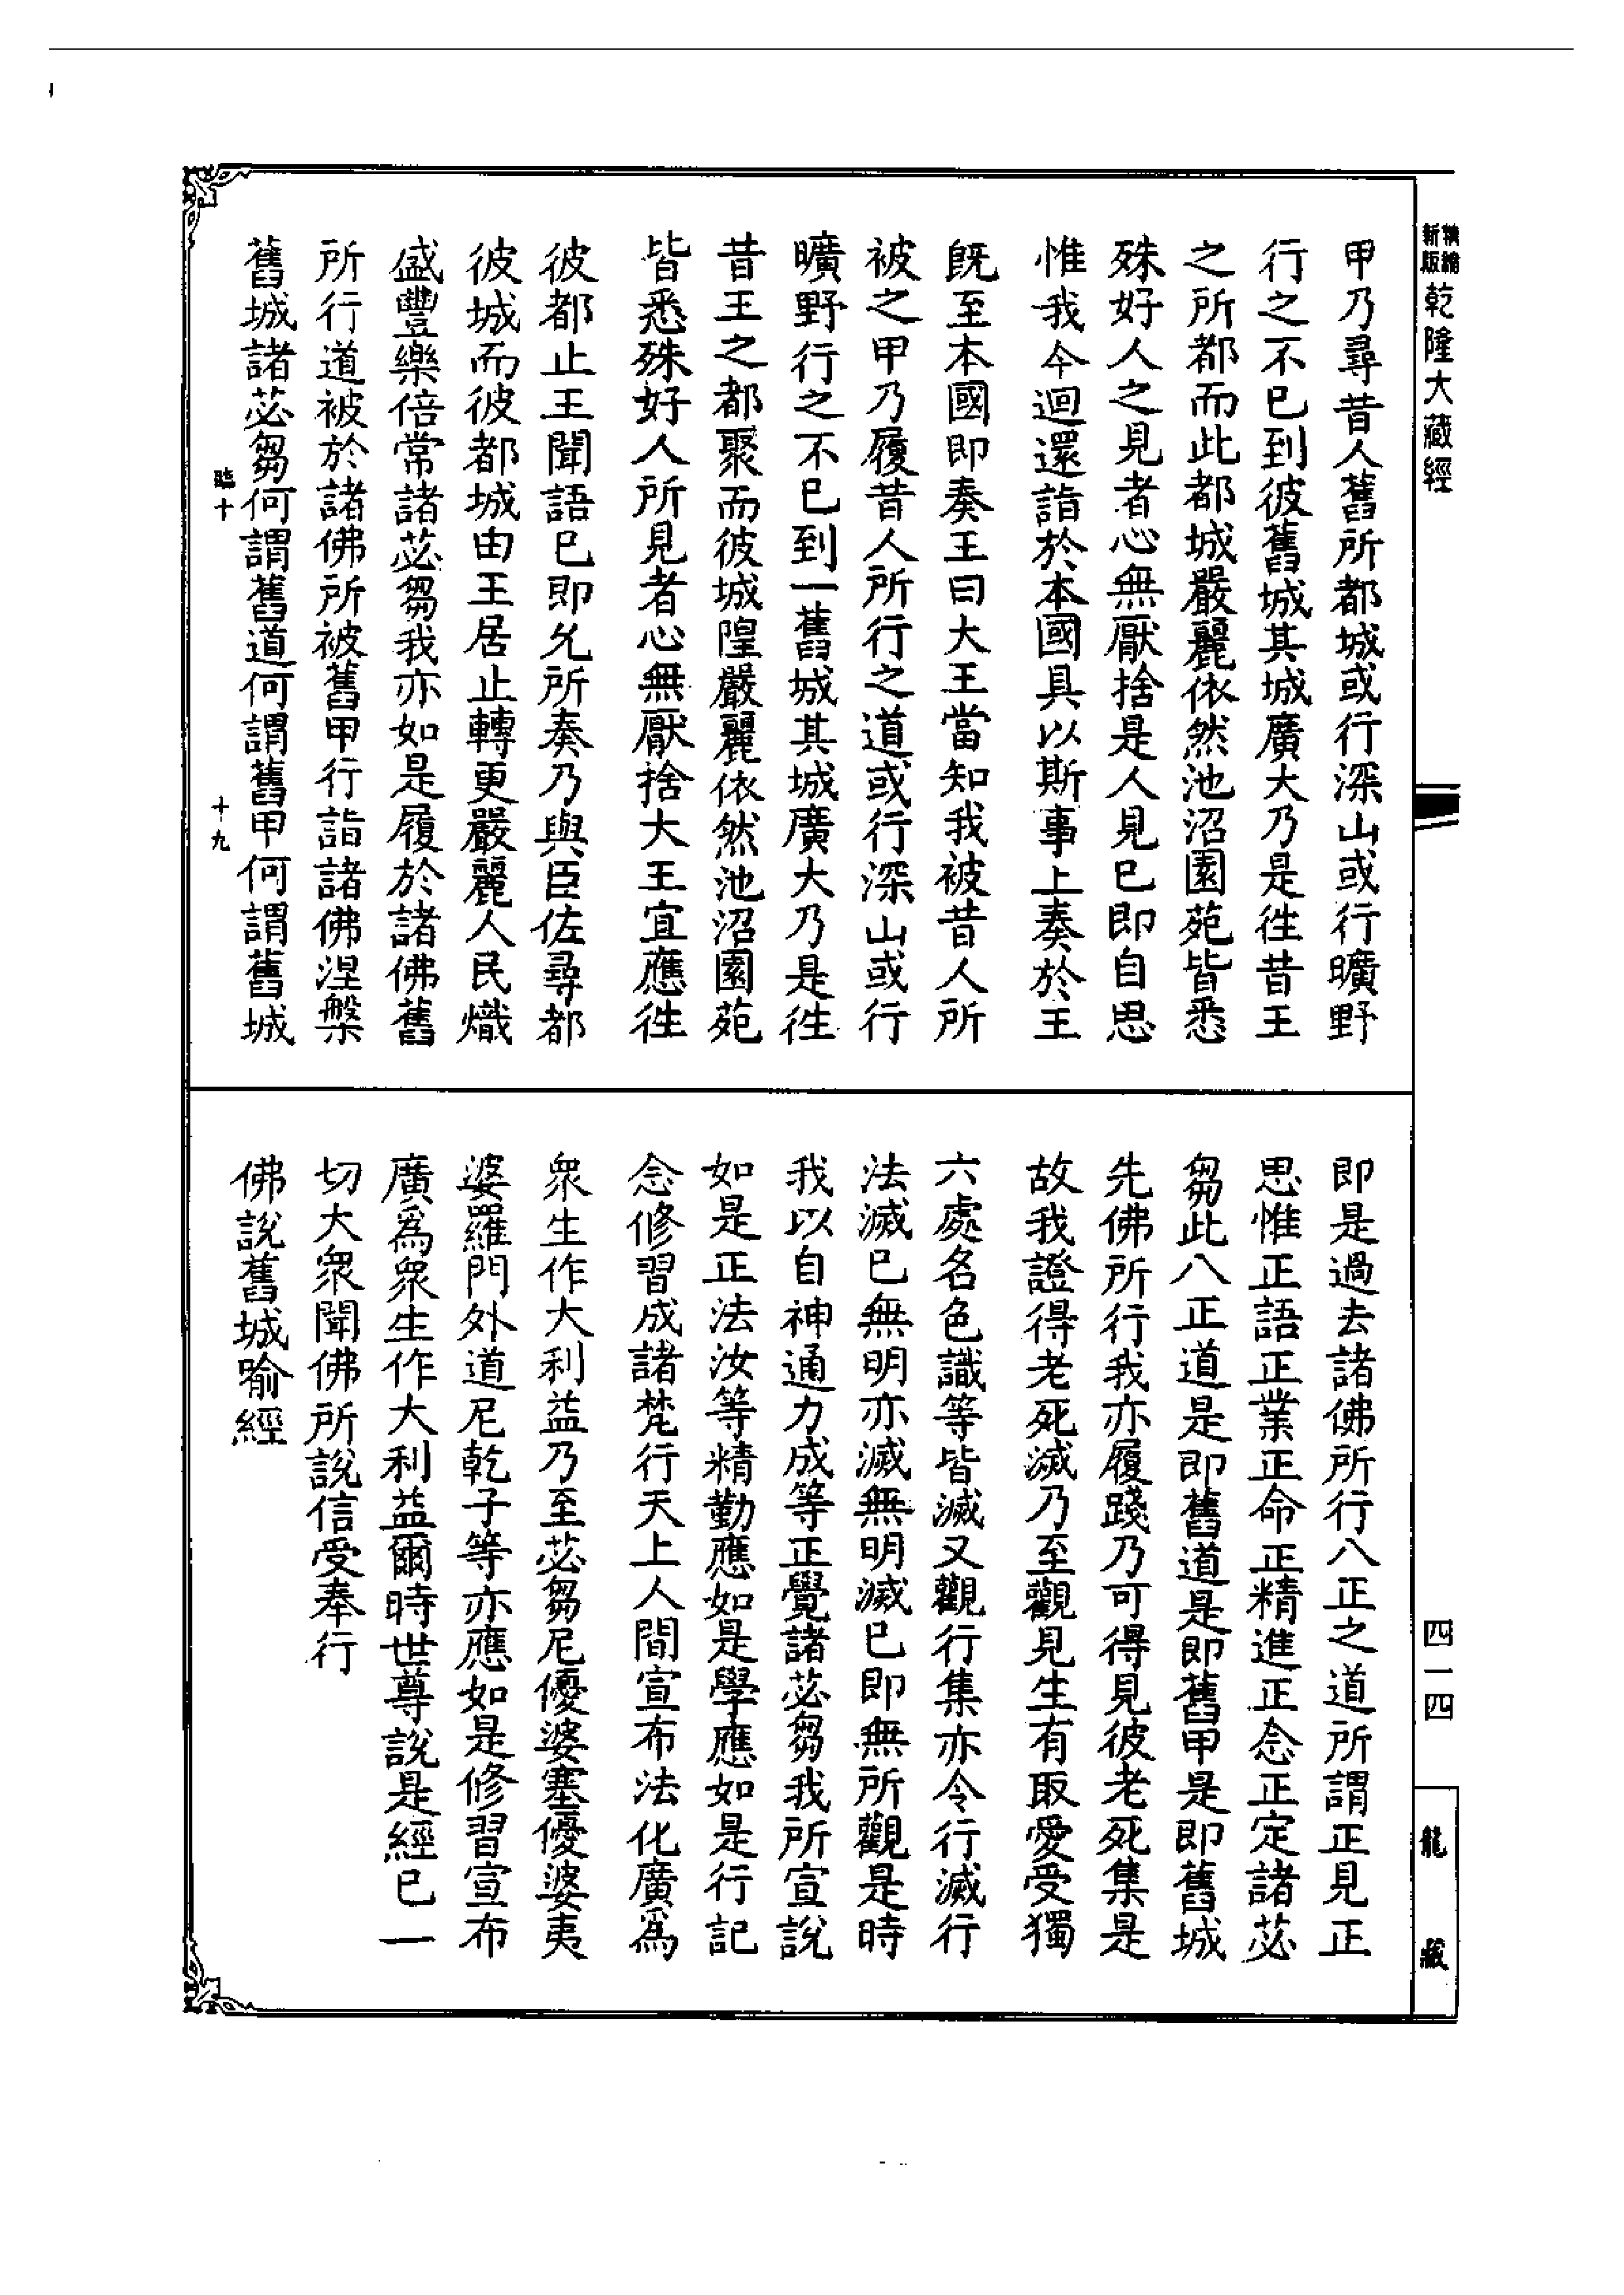 新版
精縮
乾隆大藏經
甲乃尋昔人舊所都城或行深山或行曠野
行之不已到彼舊城其城廣大乃是徃昔王
之所都而此都城嚴麗依然池沼園苑皆悉
殊好人之見者心無厭捨是人見已即自思
惟我今迴還詣於本國具以斯事上奏於王
旣至本國即奏王曰大王當知我被昔人所
被之甲乃履昔人所行之道或行深山或行
曠野行之不已到一舊城其城廣大乃是徃
昔王之都聚而彼城隍嚴麗依然池沼園苑
皆悉殊好人所見者心無厭捨大王宜應徃
彼都止王聞語已即允所奏乃與臣佐尋都
彼城而彼都城由王居止轉更嚴麗人民熾
盛豐樂倍常諸苾芻我亦如是履於諸佛舊
所行道被於諸佛所被舊甲行詣諸佛涅槃
舊城諸苾芻何謂舊道何謂舊甲何謂舊城
臨十
十九
即是過去諸佛所行八正之道所謂正見正
思惟正語正業正命正精進正念正定諸苾
芻此八正道是即舊道是即舊甲是即舊城
先佛所行我亦履踐乃可得見彼老死集是
故我證得老死滅乃至觀見生有取愛受獨
六處名色識等皆滅又觀行集亦令行滅行
法滅已無明亦滅無明滅已即無所觀是時
我以自神通力成等正覺諸苾芻我所宣說
如是正法汝等精勤應如是學應如是行記
念修習成諸梵行天上人間宣布法化廣爲
衆生作大利益乃至苾芻尼優婆塞優婆夷
婆羅門外道尼乾子等亦應如是修習宣布
廣爲衆生作大利益爾時世尊說是經已一
切大衆聞佛所說信受奉行
佛說舊城喻經
四一四
龍藏